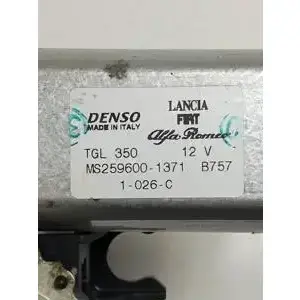 DENSO
MADE IN ITALY
LANCIA
FIAT
Alfa Romeo
TGL 350 12 V
MS259600-1371 B757
1-026-C